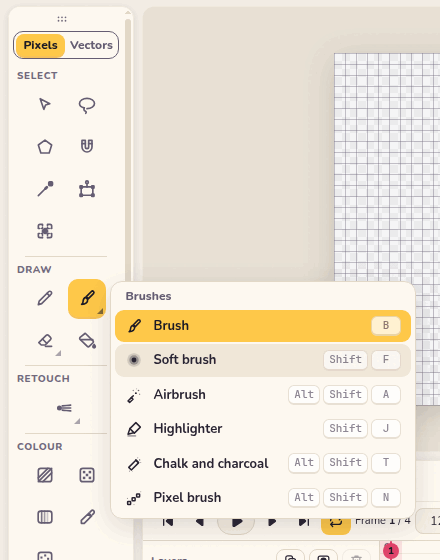 Pixels Vectors
SELECT
DRAW
Brushes
Brush B
Soft brush Shift F
Airbrush Alt Shift A
Highlighter Shift J
Chalk and charcoal Alt Shift T
Pixel brush Alt Shift N
RETOUCH
COLOUR
Frame 1 / 4 12
1